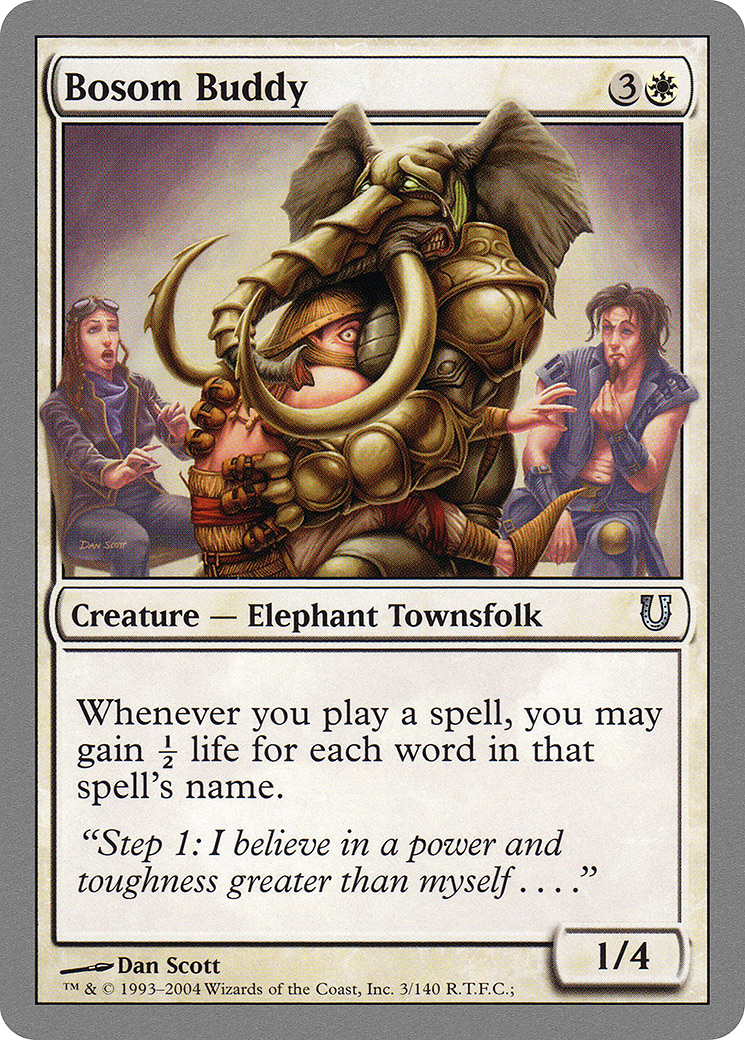 Bosom Buddy 3
DAN SCOTT
Creature — Elephant Townsfolk
Whenever you play a spell, you may
gain ½ life for each word in that
spell's name.
“Step 1: I believe in a power and
toughness greater than myself . . . .”
1/4
Dan Scott
™ & © 1993–2004 Wizards of the Coast, Inc. 3/140 R.T.F.C.;